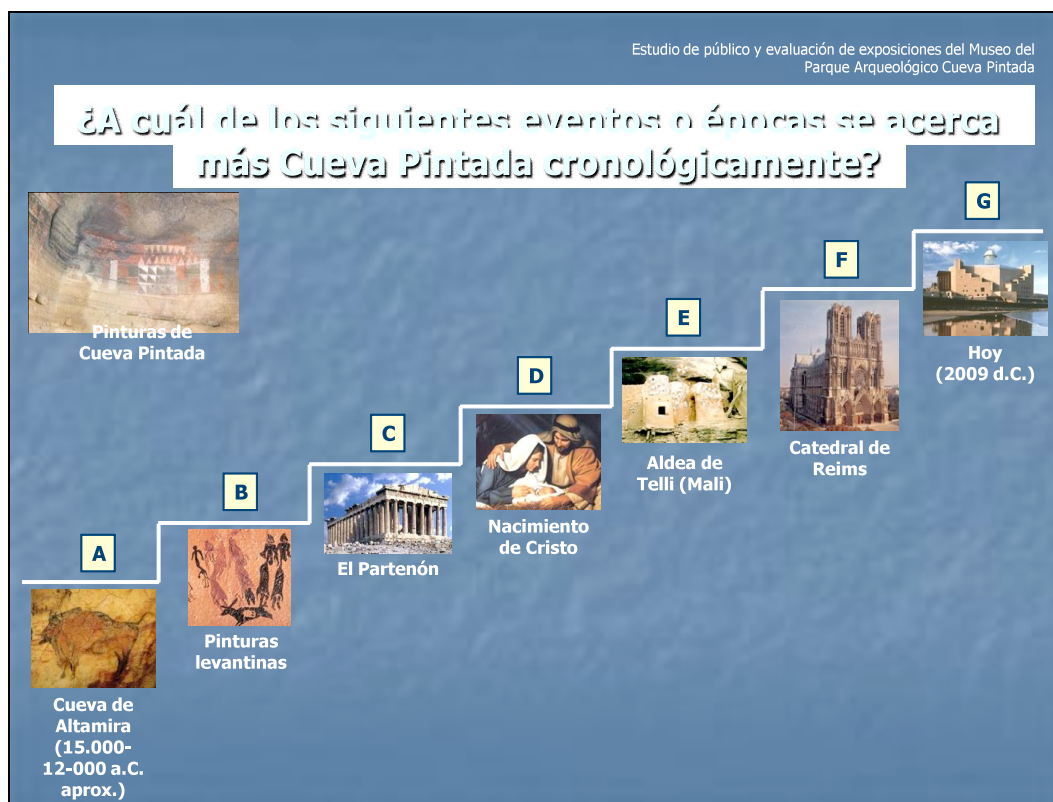 Estudio de público y evaluación de exposiciones del Museo del
Parque Arqueológico Cueva Pintada
¿A cuál de los siguientes eventos o épocas se acerca
más Cueva Pintada cronológicamente?
Pinturas de
Cueva Pintada
G
Hoy
(2009 d.C.)
F
Catedral de
Reims
E
Aldea de
Telli (Mali)
D
Nacimiento
de Cristo
C
El Partenón
B
Pinturas
levantinas
A
Cueva de
Altamira
(15.000-
12-000 a.C.
aprox.)